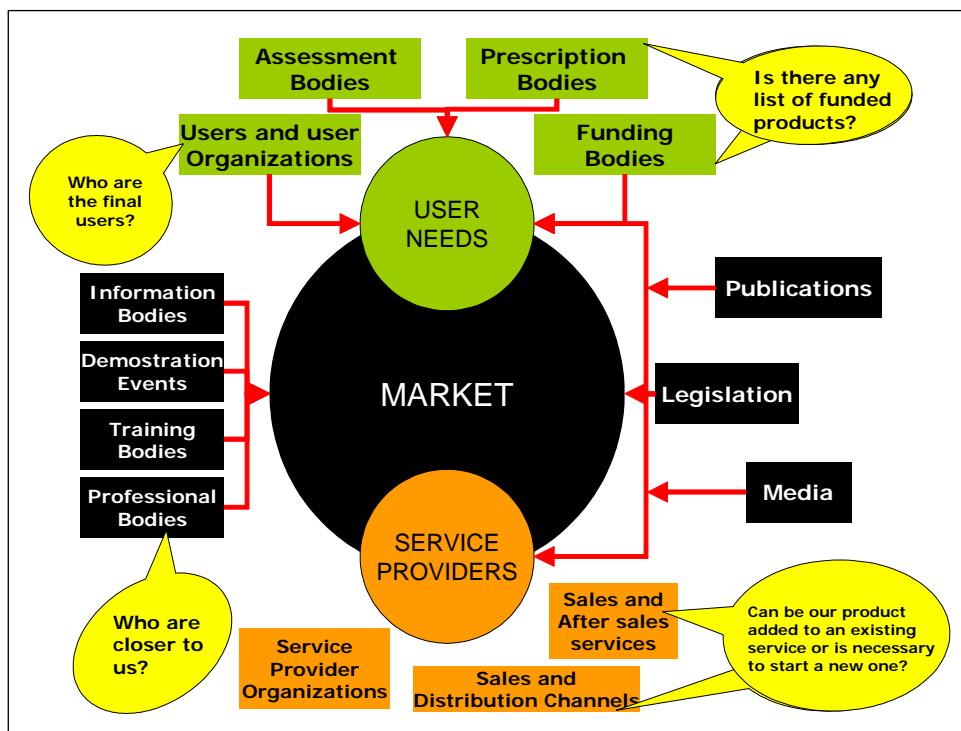 Assessment
Bodies
Prescription
Bodies
Is there any
list of funded
products?
Users and user
Organizations
Funding
Bodies
Who are
the final
users?
USER
NEEDS
Information
Bodies
Publications
Demostration
Events
MARKET
Legislation
Training
Bodies
Professional
Bodies
Media
SERVICE
PROVIDERS
Who are
closer to
us?
Sales and
After sales
services
Can be our product
added to an existing
service or is necessary
to start a new one?
Service
Provider
Organizations
Sales and
Distribution Channels